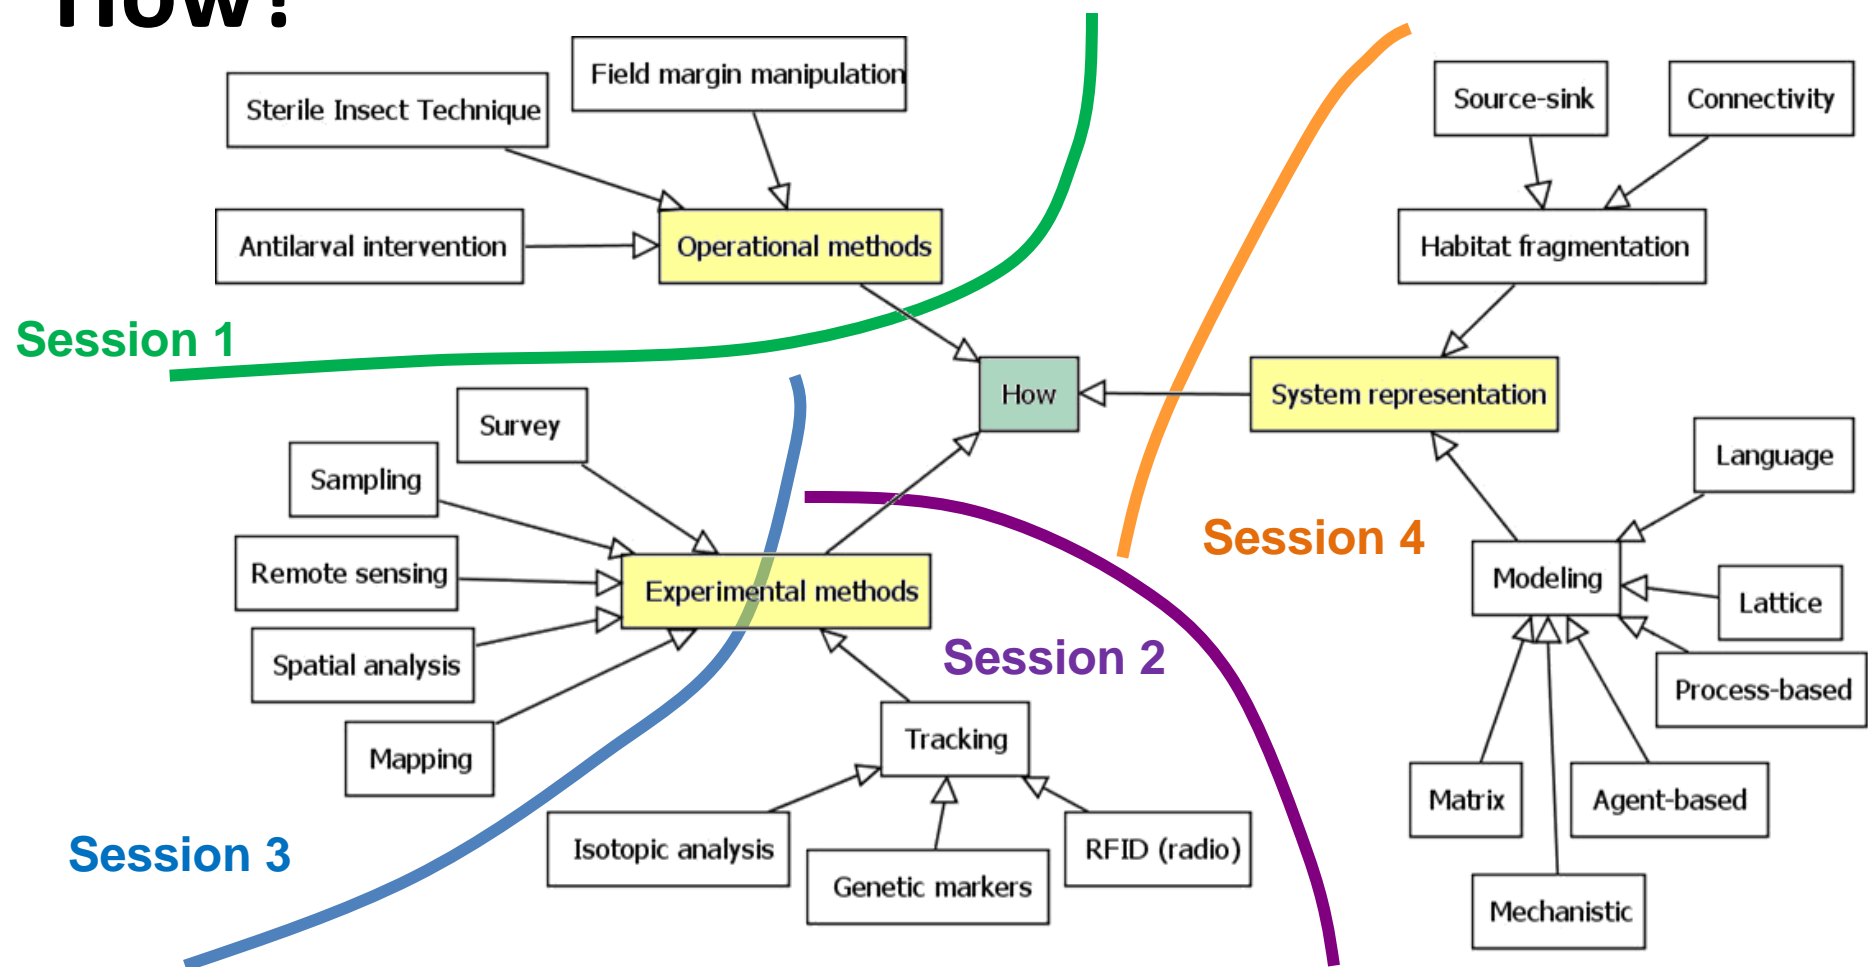 How?
Field margin manipulation
Sterile Insect Technique
Antilarval intervention
Operational methods
Session 1
Source-sink
Connectivity
Habitat fragmentation
How
System representation
Survey
Sampling
Remote sensing
Experimental methods
Spatial analysis
Mapping
Session 3
Session 2
Tracking
Isotopic analysis
Genetic markers
RFID (radio)
Session 4
Language
Modeling
Lattice
Process-based
Matrix
Agent-based
Mechanistic